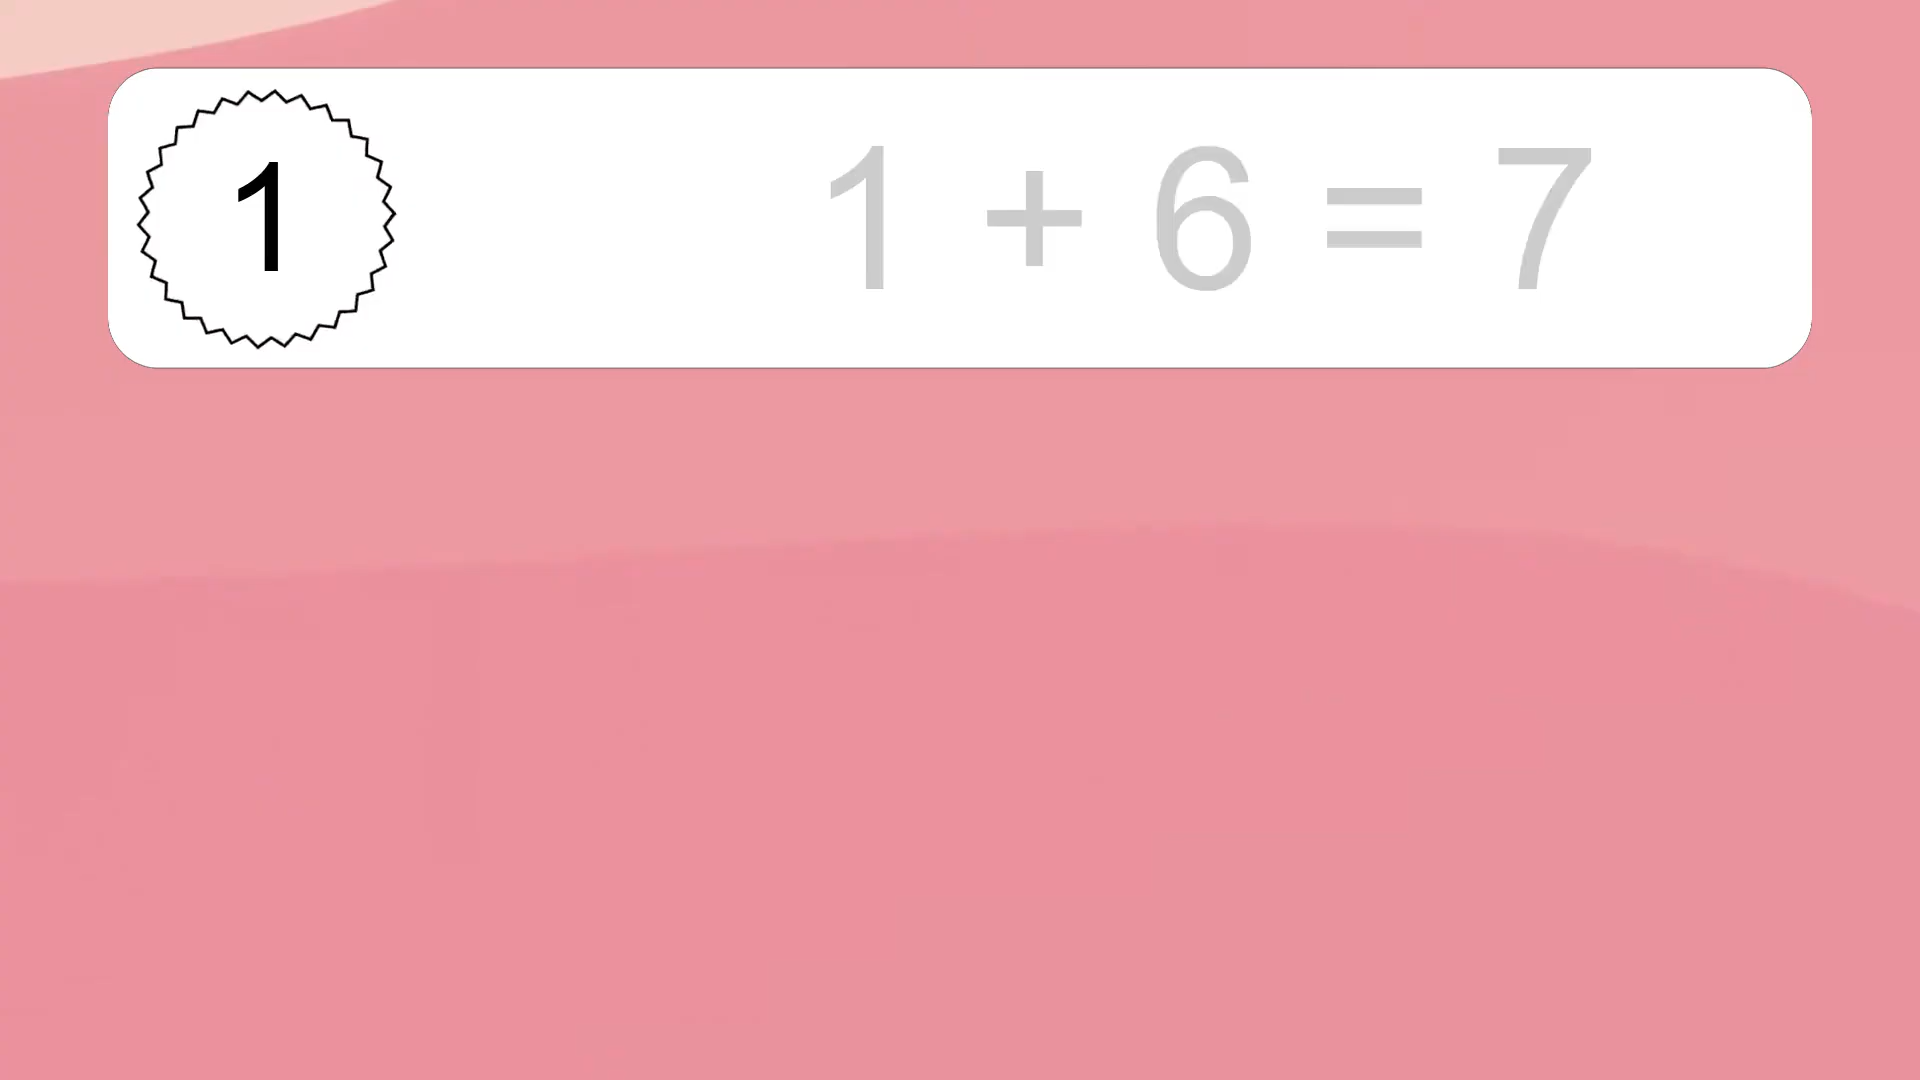 1 1 + 6 = 7